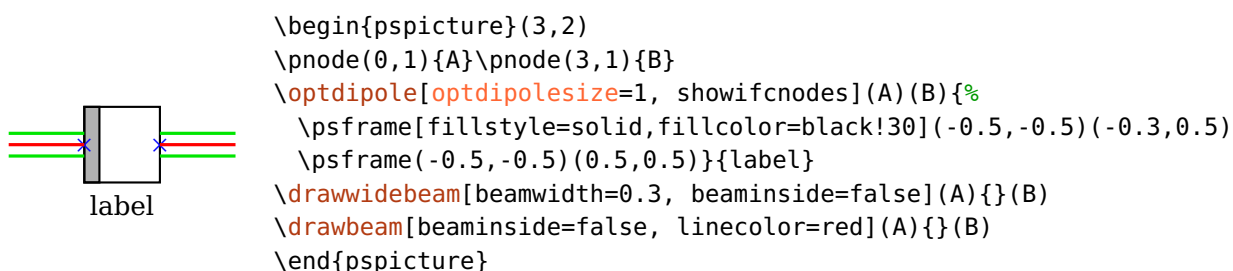 label
\begin{pspicture}(3,2)
\pnode(0,1){A}\pnode(3,1){B}
\optdipole[optdipolesize=1, showifcnodes](A)(B){%
\psframe[fillstyle=solid,fillcolor=black!30](-0.5,-0.5)(-0.3,0.5)
\psframe(-0.5,-0.5)(0.5,0.5)}{label}
\drawwidebeam[beamwidth=0.3, beaminside=false](A){}(B)
\drawbeam[beaminside=false, linecolor=red](A){}(B)
\end{pspicture}